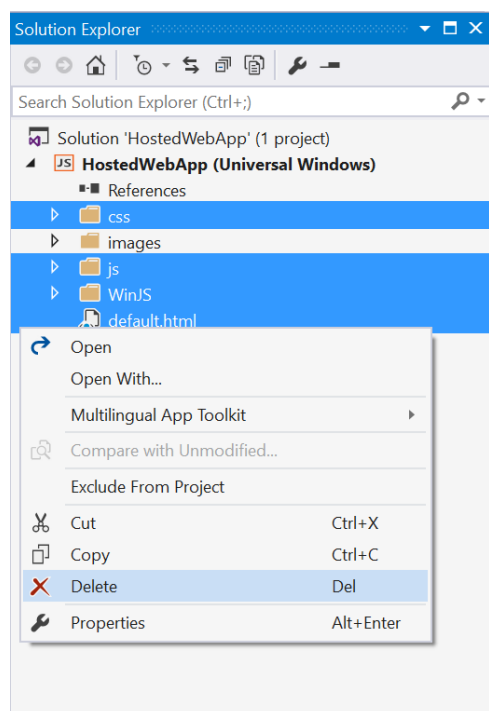 Solution Explorer
Search Solution Explorer (Ctrl+;)
Solution 'HostedWebApp' (1 project)
JS HostedWebApp (Universal Windows)
References
css
images
js
WinJS
default.html
Open
Open With...
Multilingual App Toolkit
Compare with Unmodified...
Exclude From Project
Cut Ctrl+X
Copy Ctrl+C
Delete Del
Properties Alt+Enter